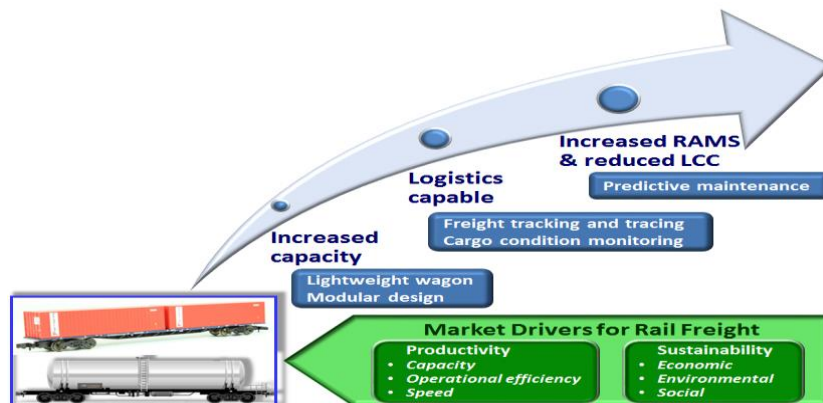 Increased RAMS
& reduced LCC
Predictive maintenance
Logistics
capable
Freight tracking and tracing
Cargo condition monitoring
Increased
capacity
Lightweight wagon
Modular design
Market Drivers for Rail Freight
Productivity
• Capacity
• Operational efficiency
• Speed
Sustainability
• Economic
• Environmental
• Social